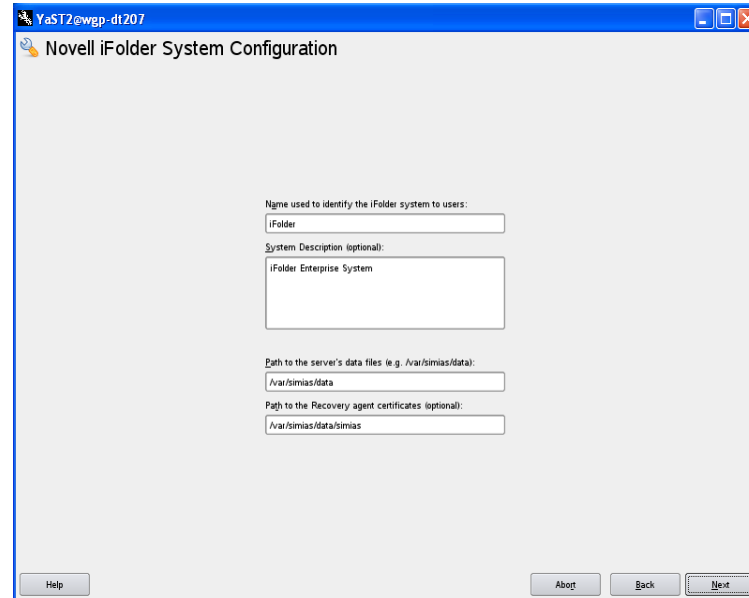 YaST2@wgp-dt207
Novell iFolder System Configuration
Name used to identify the iFolder system to users:
iFolder
System Description (optional):
iFolder Enterprise System
Path to the server's data files (e.g. /var/simias/data):
/var/simias/data
Path to the Recovery agent certificates (optional):
/var/simias/data/simias
Help
Abort
Back
Next